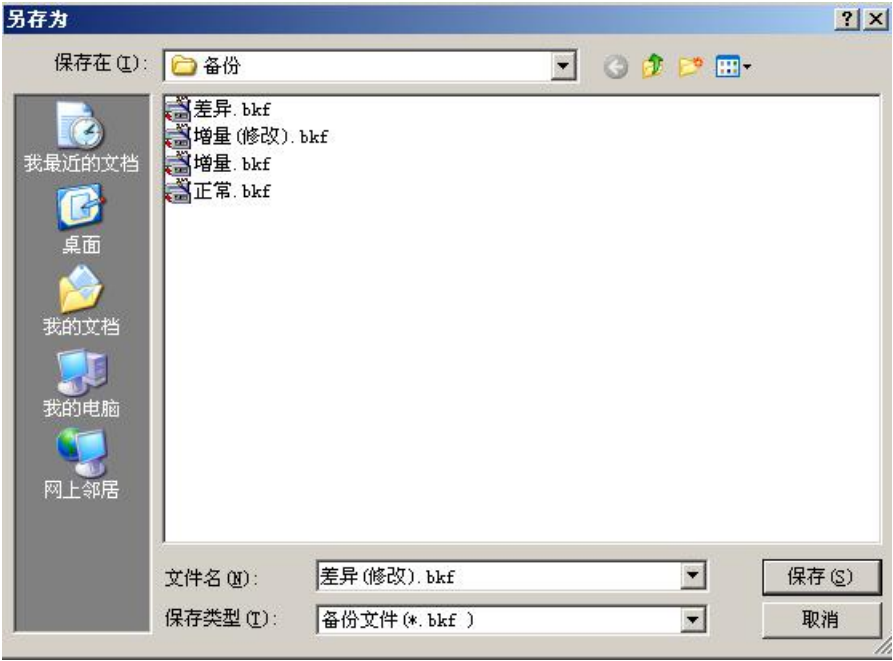 另存为
保存在(I):
备份
我最近的文档
桌面
我的文档
我的电脑
网上邻居
差异.bkf
增量(修改).bkf
增量.bkf
正常.bkf
文件名(N):
差异(修改).bkf
保存(S)
保存类型(T):
备份文件(*.bkf )
取消